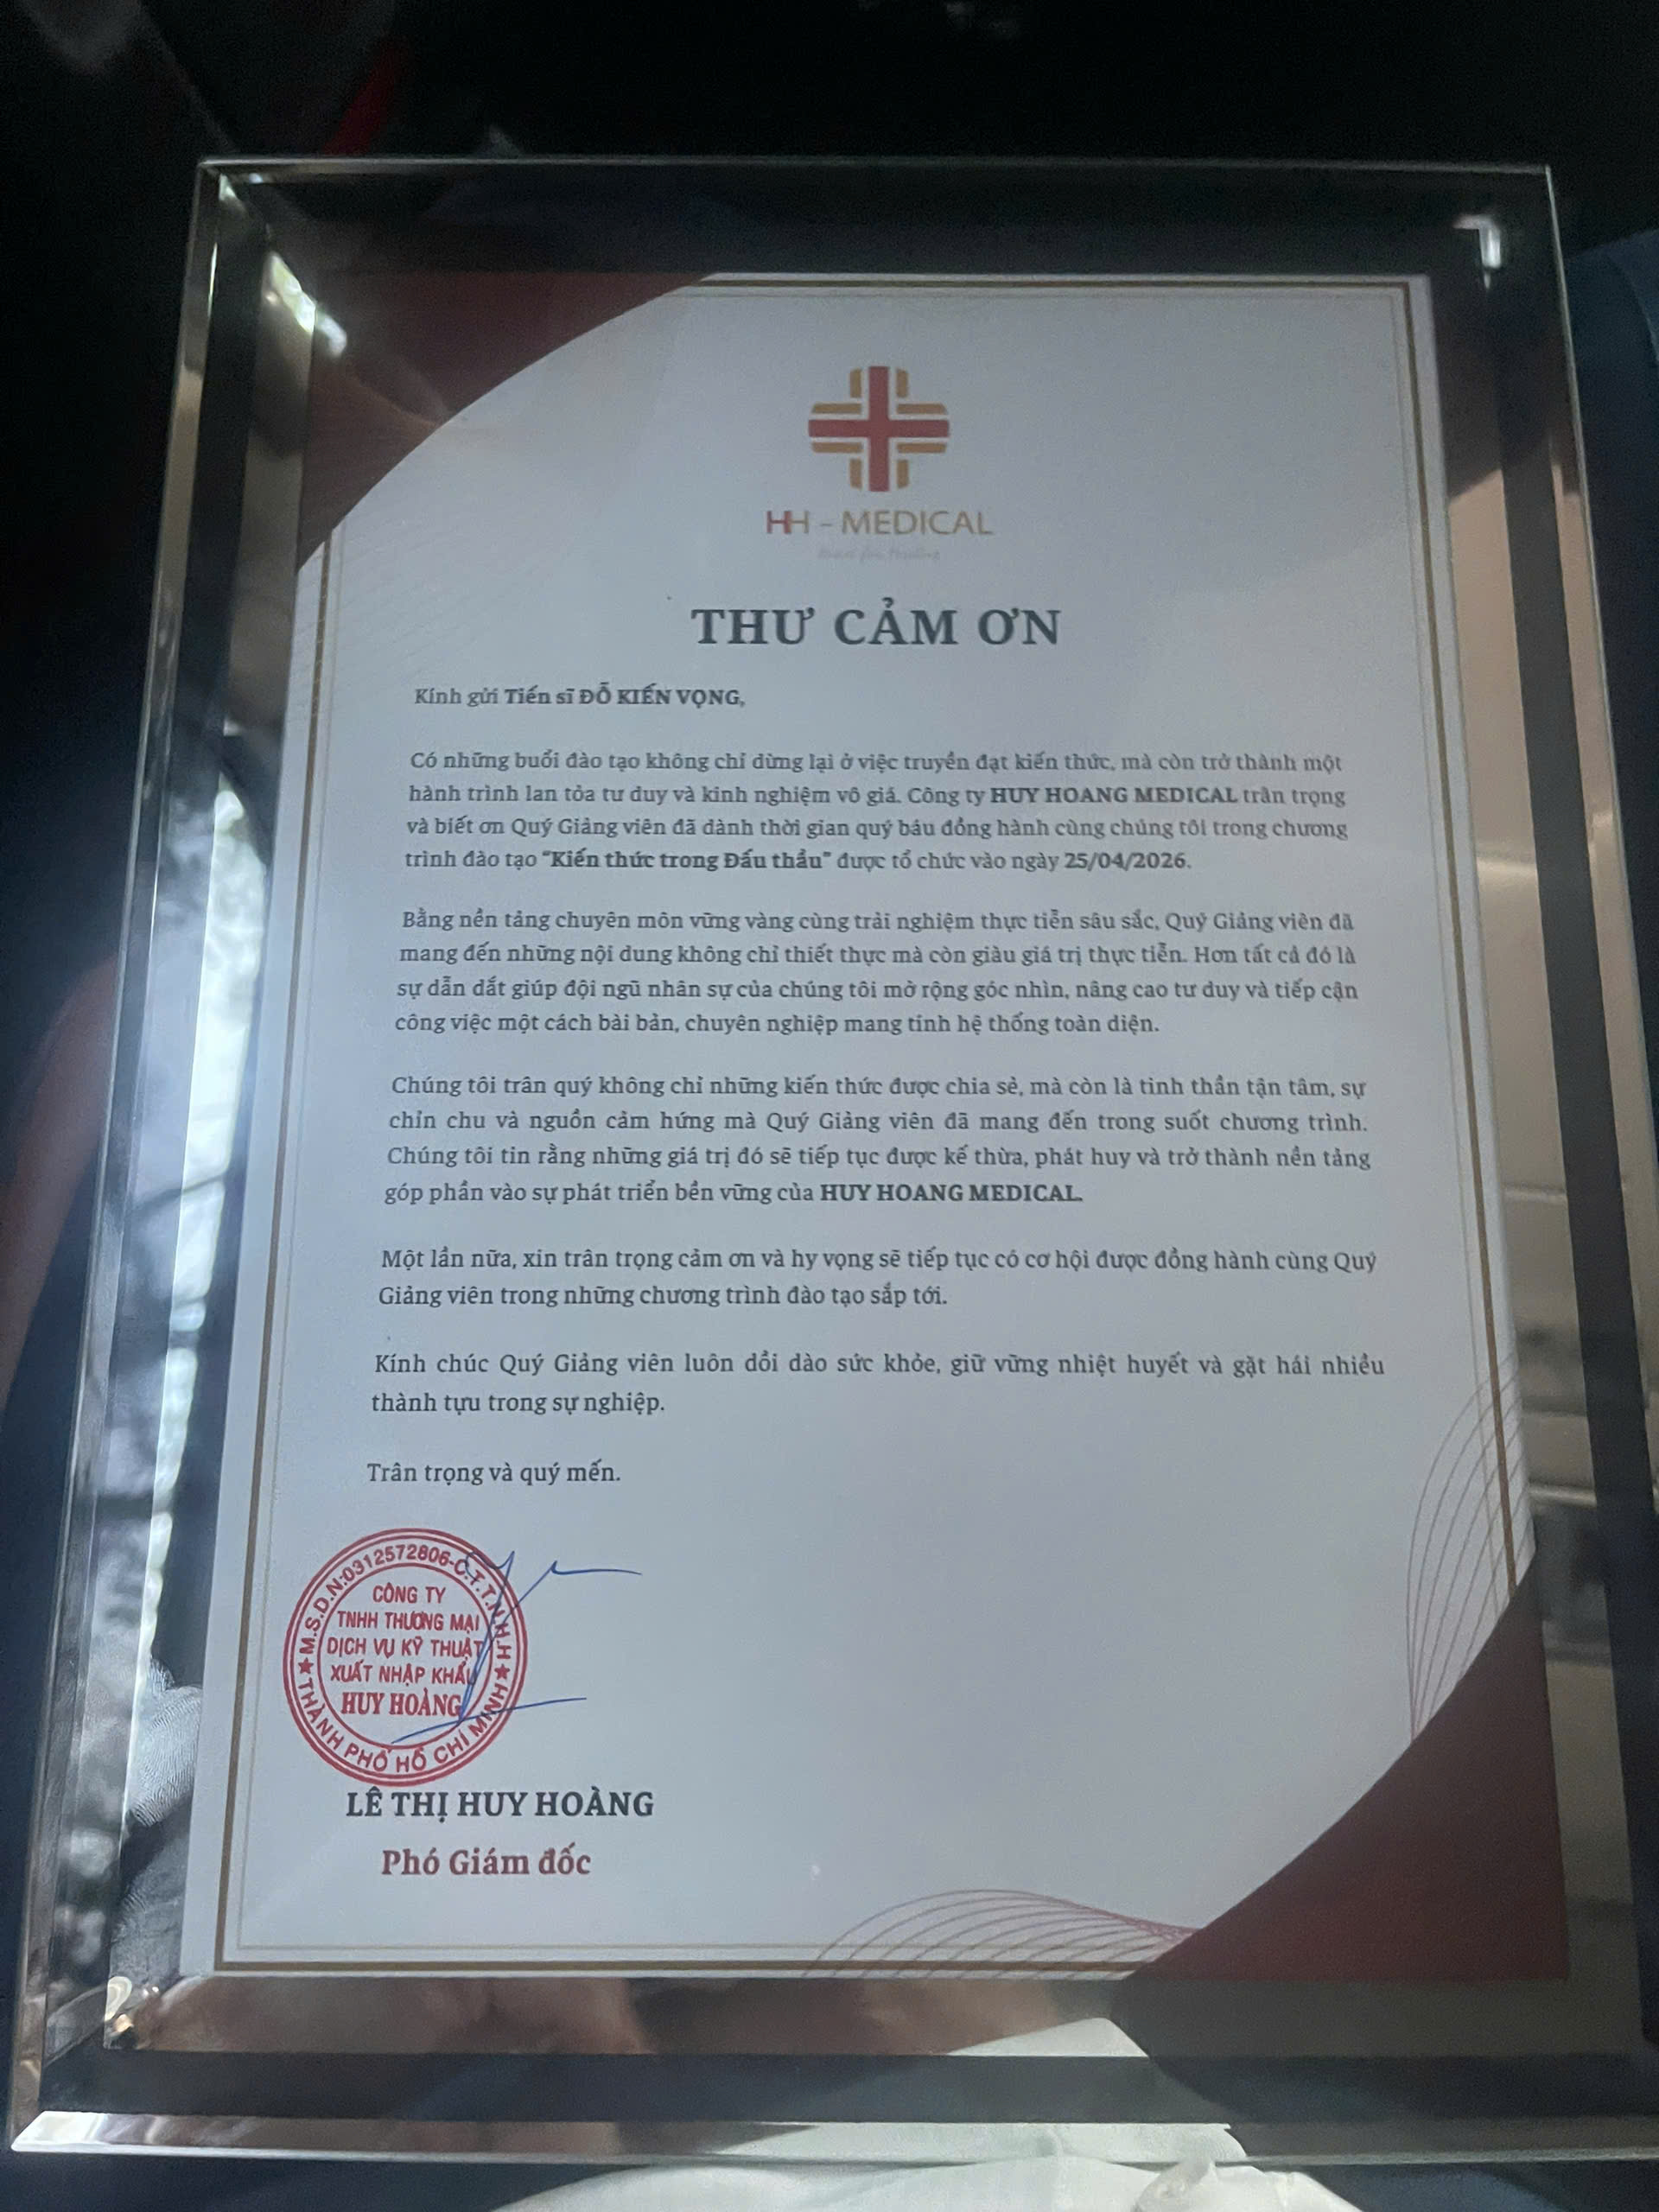 HH - MEDICAL
THƯ CẢM ƠN
Kính gửi Tiến sĩ ĐỖ KIẾN VỌNG,
Có những buổi đào tạo không chỉ dừng lại ở việc truyền đạt kiến thức, mà còn trở thành một
hành trình lan tỏa tư duy và kinh nghiệm vô giá. Công ty HUY HOANG MEDICAL trân trọng
và biết ơn Quý Giảng viên đã dành thời gian quý báu đồng hành cùng chúng tôi trong chương
trình đào tạo "Kiến thức trong Đấu thầu" được tổ chức vào ngày 25/04/2026.
Bằng nền tảng chuyên môn vững vàng cùng trải nghiệm thực tiễn sâu sắc, Quý Giảng viên đã
mang đến những nội dung không chỉ thiết thực mà còn giàu giá trị thực tiễn. Hơn tất cả đó là
sự dẫn dắt giúp đội ngũ nhân sự của chúng tôi mở rộng góc nhìn, nâng cao tư duy và tiếp cận
công việc một cách bài bản, chuyên nghiệp mang tính hệ thống toàn diện.
Chúng tôi trân quý không chỉ những kiến thức được chia sẻ, mà còn là tinh thần tận tâm, sự
chỉn chu và nguồn cảm hứng mà Quý Giảng viên đã mang đến trong suốt chương trình.
Chúng tôi tin rằng những giá trị đó sẽ tiếp tục được kế thừa, phát huy và trở thành nền tảng
góp phần vào sự phát triển bền vững của HUY HOANG MEDICAL.
Một lần nữa, xin trân trọng cảm ơn và hy vọng sẽ tiếp tục có cơ hội được đồng hành cùng Quý
Giảng viên trong những chương trình đào tạo sắp tới.
Kính chúc Quý Giảng viên luôn dồi dào sức khỏe, giữ vững nhiệt huyết và gặt hái nhiều
thành tựu trong sự nghiệp.
Trân trọng và quý mến.
M.S.D.N:0312572806-C.T.T.N.H.H
CÔNG TY
TNHH THƯƠNG MẠI
DỊCH VỤ KỸ THUẬT
XUẤT NHẬP KHẨU
HUY HOÀNG
THÀNH PHỐ HỒ CHÍ MINH
LÊ THỊ HUY HOÀNG
Phó Giám đốc